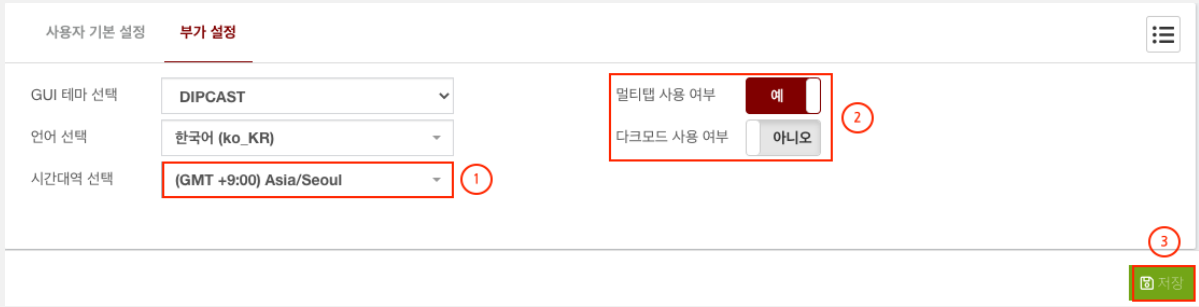 사용자 기본 설정 부가 설정
GUI 테마 선택 DIPCAST 멀티탭 사용 여부 예
2
언어 선택 한국어 (ko_KR) 다크모드 사용 여부 아니오
시간대역 선택 (GMT +9:00) Asia/Seoul 1
3
저장